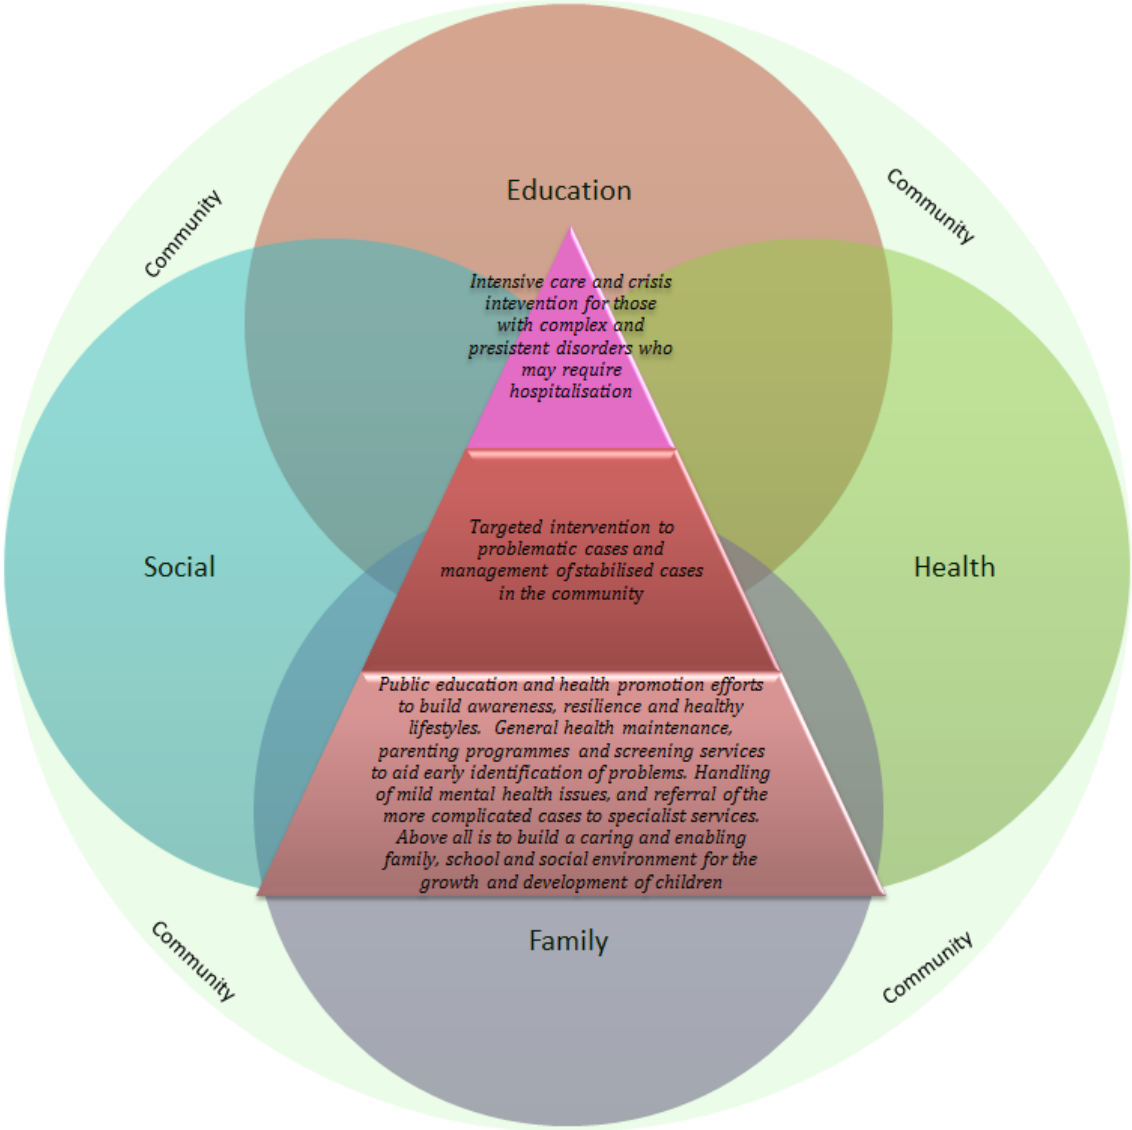 Education
Community
Community
Intensive care and crisis
intevention for those
with complex and
presistent disorders who
may require
hospitalisation
Social
Targeted intervention to
problematic cases and
management of stabilised cases
in the community
Health
Public education and health promotion efforts
to build awareness, resilience and healthy
lifestyles. General health maintenance,
parenting programmes and screening services
to aid early identification of problems. Handling
of mild mental health issues, and referral of the
more complicated cases to specialist services.
Above all is to build a caring and enabling
family, school and social environment for the
growth and development of children
Family
Community
Community